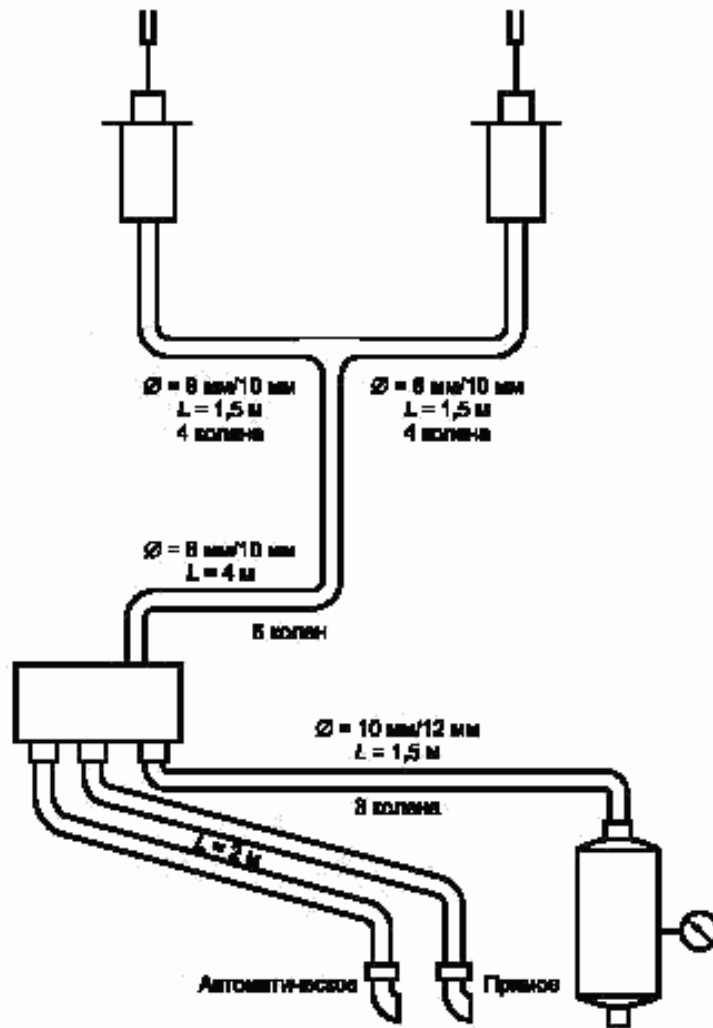 Ø = 8 мм/10 мм
L = 1,5 м
4 колена
Ø = 8 мм/10 мм
L = 1,5 м
4 колена
Ø = 8 мм/10 мм
L = 4 м
5 колен
Ø = 10 мм/12 мм
L = 1,5 м
3 колена
L = 2 м
Автоматическое
Прямое